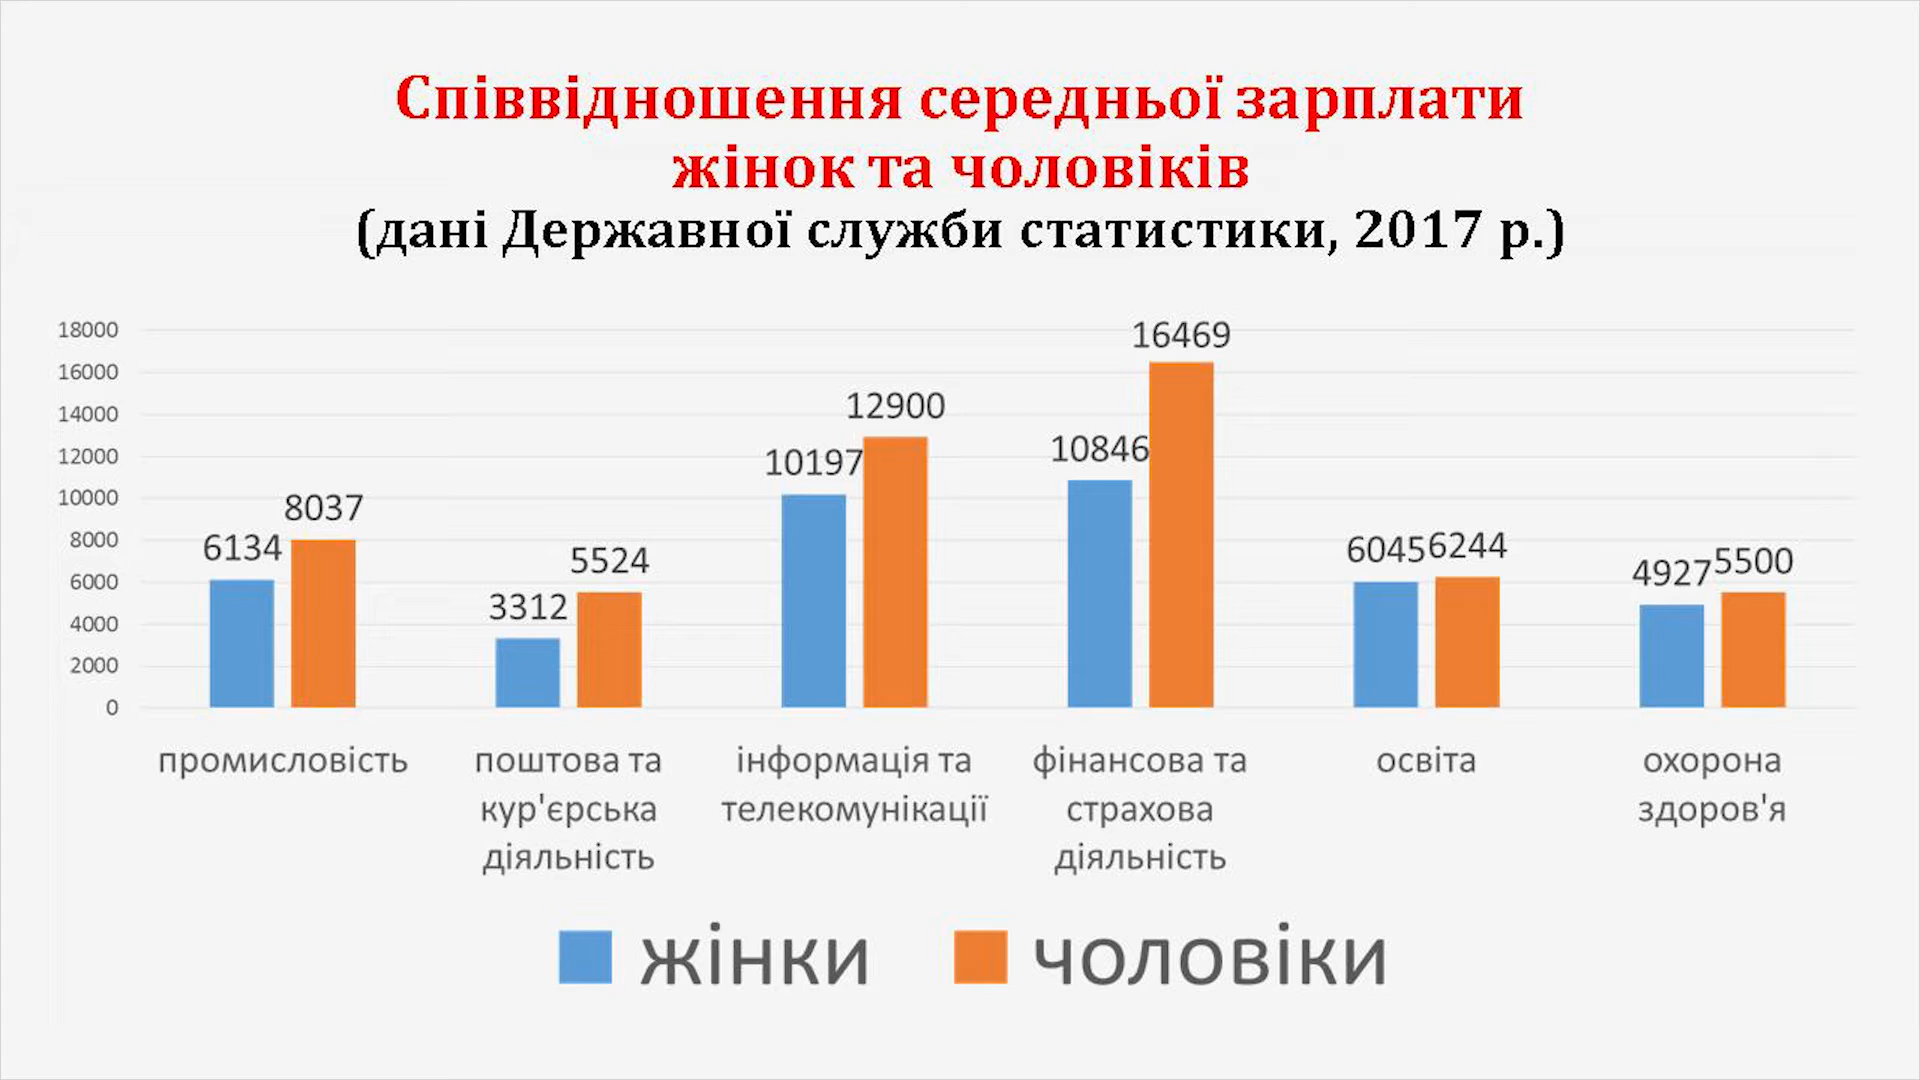 Співвідношення середньої зарплати
жінок та чоловіків
(дані Державної служби статистики, 2017 р.)
18000
16000
14000
12000
10000
8000
6000
4000
2000
0
6134
8037
3312
5524
10197
12900
10846
16469
6045
6244
4927
5500
промисловість
поштова та
кур'єрська
діяльність
інформація та
телекомунікації
фінансова та
страхова
діяльність
освіта
охорона
здоров'я
жінки
чоловіки